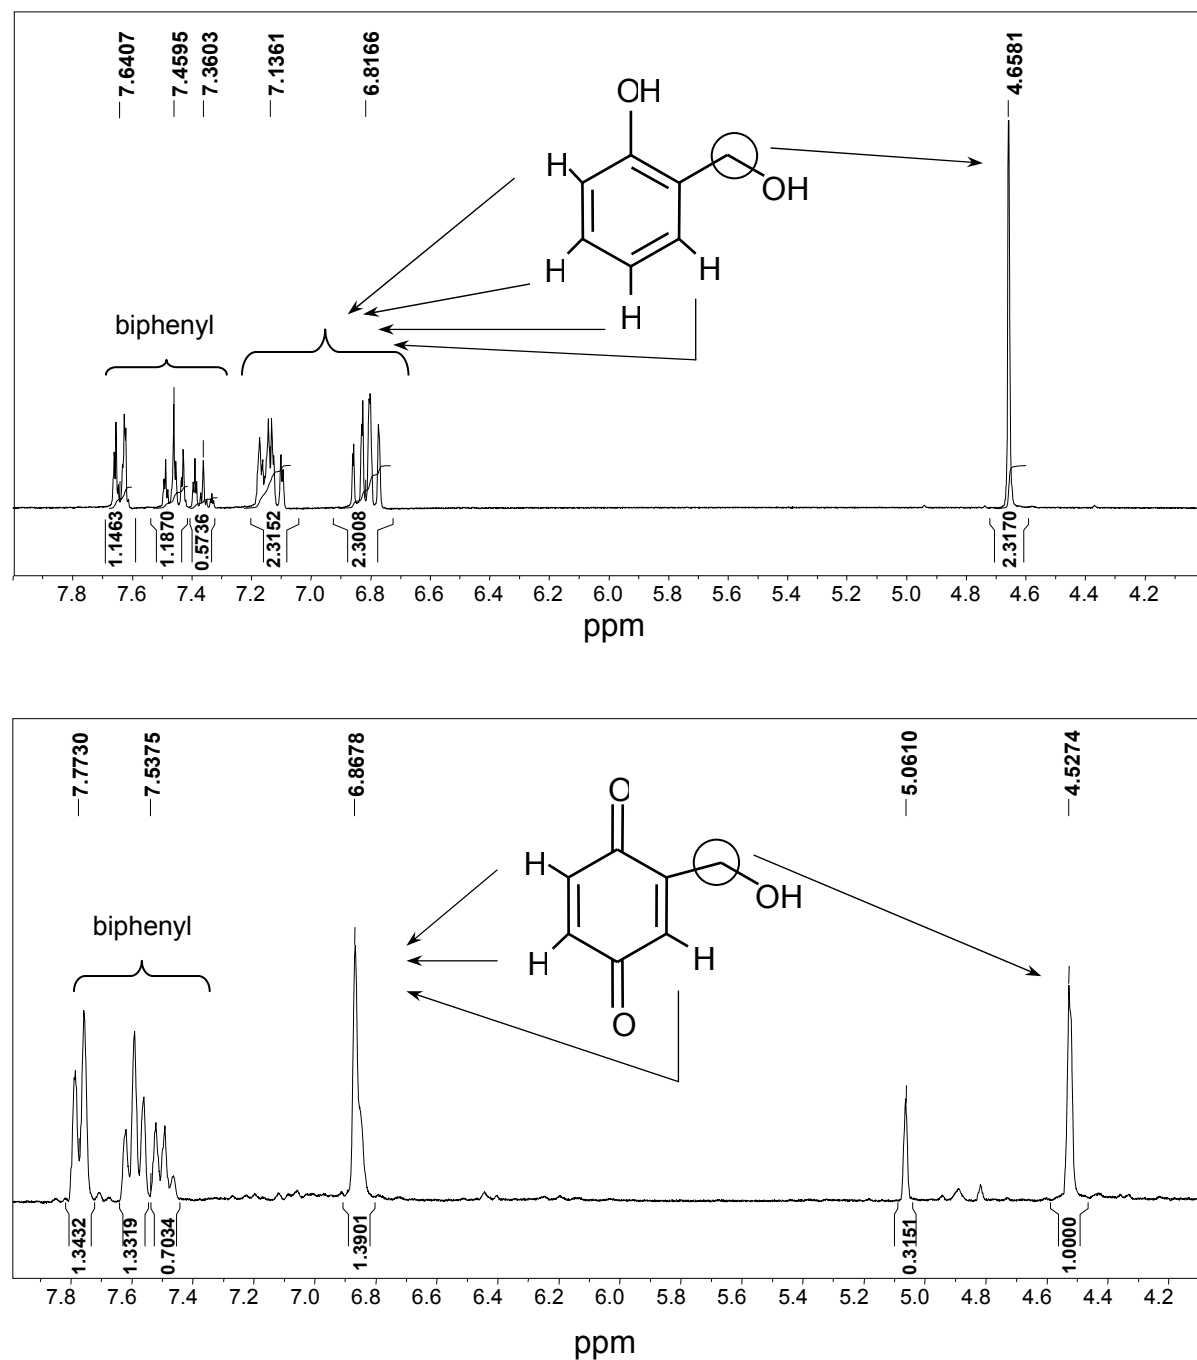 7.6407 7.4595 7.3603 7.1361 6.8166 4.6581
OH
H
OH
H H
H
biphenyl
1.1463 1.1870 0.5736 2.3152 2.3008 2.3170
7.8 7.6 7.4 7.2 7.0 6.8 6.6 6.4 6.2 6.0 5.8 5.6 5.4 5.2 5.0 4.8 4.6 4.4 4.2
ppm
7.7730 7.5375 6.8678 5.0610 4.5274
O
H
OH
biphenyl
H H
O
1.3432 1.3319 0.7034 1.3901 0.3151 1.0000
7.8 7.6 7.4 7.2 7.0 6.8 6.6 6.4 6.2 6.0 5.8 5.6 5.4 5.2 5.0 4.8 4.6 4.4 4.2
ppm